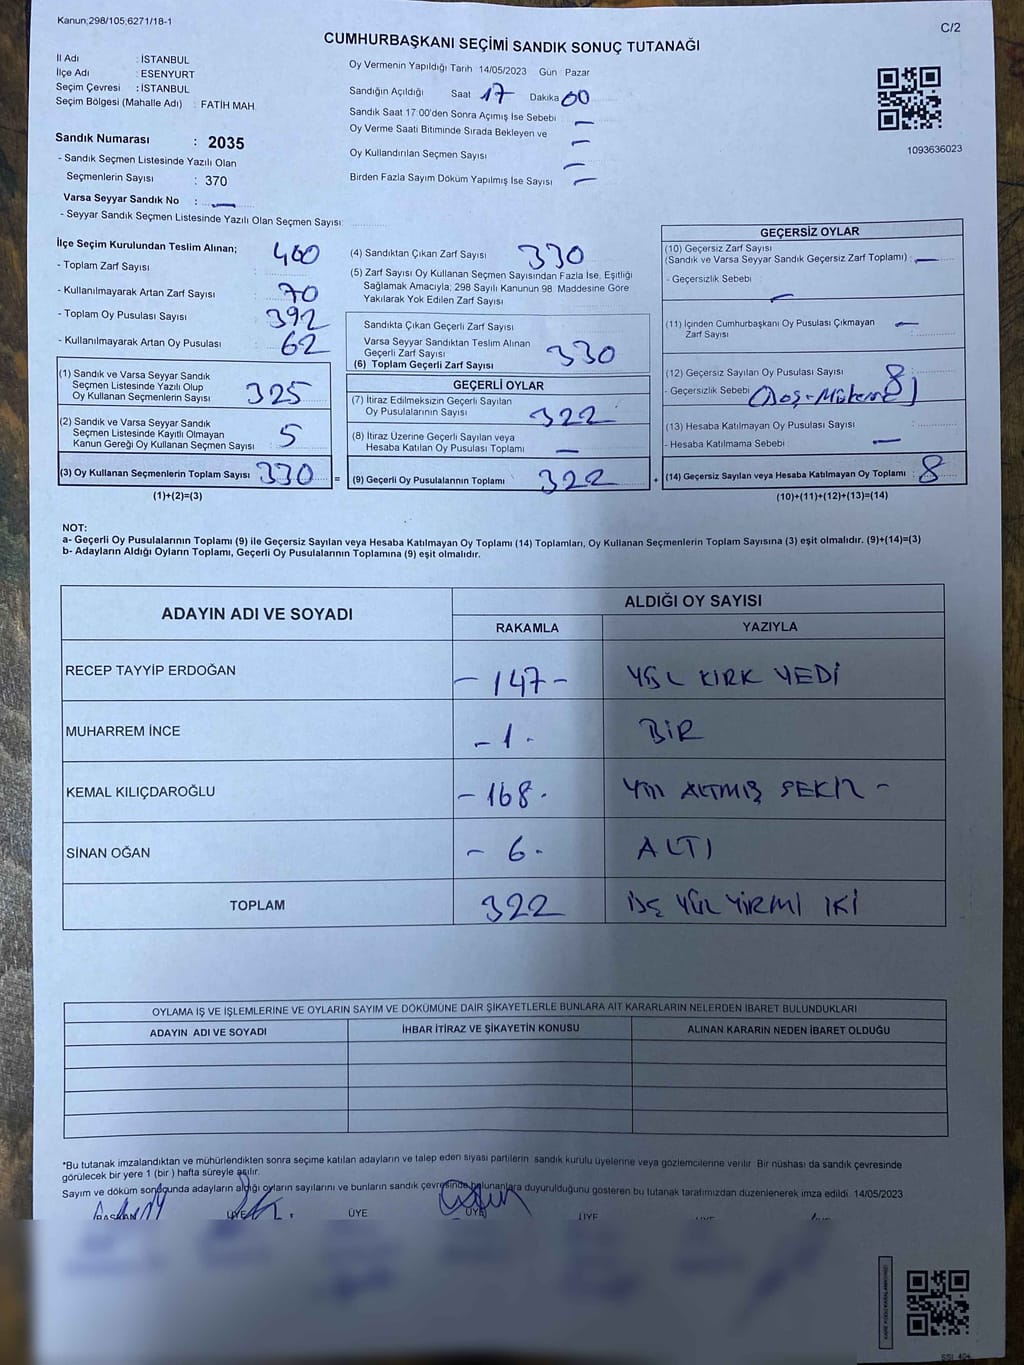 Kanun;298/105;6271/18-1
C/2
CUMHURBAŞKANI SEÇİMİ SANDIK SONUÇ TUTANAĞI
İl Adı : İSTANBUL
İlçe Adı : ESENYURT
Seçim Çevresi : İSTANBUL
Seçim Bölgesi (Mahalle Adı) : FATİH MAH
Sandık Numarası : 2035
- Sandık Seçmen Listesinde Yazılı Olan
Seçmenlerin Sayısı : 370
Varsa Seyyar Sandık No : —
- Seyyar Sandık Seçmen Listesinde Yazılı Olan Seçmen Sayısı:
Oy Vermenin Yapıldığı Tarih 14/05/2023 Gün Pazar
Sandığın Açıldığı Saat 17 Dakika 00
Sandık Saat 17:00'den Sonra Açılmış İse Sebebi : —
Oy Verme Saati Bitiminde Sırada Bekleyen ve —
Oy Kullandırılan Seçmen Sayısı —
Birden Fazla Sayım Döküm Yapılmış İse Sayısı —
1093636023
İlçe Seçim Kurulundan Teslim Alınan;
- Toplam Zarf Sayısı : 400
- Kullanılmayarak Artan Zarf Sayısı : 70
- Toplam Oy Pusulası Sayısı : 392
- Kullanılmayarak Artan Oy Pusulası : 62
(1) Sandık ve Varsa Seyyar Sandık
Seçmen Listesinde Yazılı Olup
Oy Kullanan Seçmenlerin Sayısı : 325
(2) Sandık ve Varsa Seyyar Sandık
Seçmen Listesinde Kayıtlı Olmayan
Kanun Gereği Oy Kullanan Seçmen Sayısı : 5
(3) Oy Kullanan Seçmenlerin Toplam Sayısı : 330 =
(1)+(2)=(3)
(4) Sandıktan Çıkan Zarf Sayısı : 330
(5) Zarf Sayısı Oy Kullanan Seçmen Sayısından Fazla İse, Eşitliği
Sağlamak Amacıyla; 298 Sayılı Kanunun 98. Maddesine Göre
Yakılarak Yok Edilen Zarf Sayısı :
Sandıkta Çıkan Geçerli Zarf Sayısı
Varsa Seyyar Sandıktan Teslim Alınan
Geçerli Zarf Sayısı
(6) Toplam Geçerli Zarf Sayısı 330
GEÇERLİ OYLAR
(7) İtiraz Edilmeksizin Geçerli Sayılan
Oy Pusulalarının Sayısı : 322
(8) İtiraz Üzerine Geçerli Sayılan veya
Hesaba Katılan Oy Pusulası Toplamı : —
(9) Geçerli Oy Pusulalarının Toplamı : 322 +
GEÇERSİZ OYLAR
(10) Geçersiz Zarf Sayısı
(Sandık ve Varsa Seyyar Sandık Geçersiz Zarf Toplamı) : —
- Geçersizlik Sebebi : —
(11) İçinden Cumhurbaşkanı Oy Pusulası Çıkmayan —
Zarf Sayısı
(12) Geçersiz Sayılan Oy Pusulası Sayısı : 8
- Geçersizlik Sebebi :
(13) Hesaba Katılmayan Oy Pusulası Sayısı :
- Hesaba Katılmama Sebebi : —
(14) Geçersiz Sayılan veya Hesaba Katılmayan Oy Toplamı : 8
(10)+(11)+(12)+(13)=(14)
NOT:
a- Geçerli Oy Pusulalarının Toplamı (9) ile Geçersiz Sayılan veya Hesaba Katılmayan Oy Toplamı (14) Toplamları, Oy Kullanan Seçmenlerin Toplam Sayısına (3) eşit olmalıdır. (9)+(14)=(3)
b- Adayların Aldığı Oyların Toplamı, Geçerli Oy Pusulalarının Toplamına (9) eşit olmalıdır.
ADAYIN ADI VE SOYADI
ALDIĞI OY SAYISI
RAKAMLA YAZIYLA
RECEP TAYYİP ERDOĞAN - 147 - YÜZ KIRK YEDİ
MUHARREM İNCE - 1 - BİR
KEMAL KILIÇDAROĞLU - 168 - YÜZ ALTMIŞ SEKİZ -
SİNAN OĞAN - 6 - ALTI
TOPLAM 322 ÜÇ YÜZ YİRMİ İKİ
OYLAMA İŞ VE İŞLEMLERİNE VE OYLARIN SAYIM VE DÖKÜMÜNE DAİR ŞİKAYETLERLE BUNLARA AİT KARARLARIN NELERDEN İBARET BULUNDUKLARI
ADAYIN ADI VE SOYADI İHBAR İTİRAZ VE ŞİKAYETİN KONUSU ALINAN KARARIN NEDEN İBARET OLDUĞU
*Bu tutanak imzalandıktan ve mühürlendikten sonra seçime katılan adayların ve talep eden siyasi partilerin sandık kurulu üyelerine veya gözlemcilerine verilir. Bir nüshası da sandık çevresinde
görülecek bir yere 1 (bir ) hafta süreyle asılır.
Sayım ve döküm sonucunda adayların aldığı oyların sayılarını ve bunların sandık çevresinde bulunanlara duyurulduğunu gösteren bu tutanak tarafımızdan düzenlenerek imza edildi. 14/05/2023
BAŞKAN ÜYE ÜYE ÜYE ÜYE